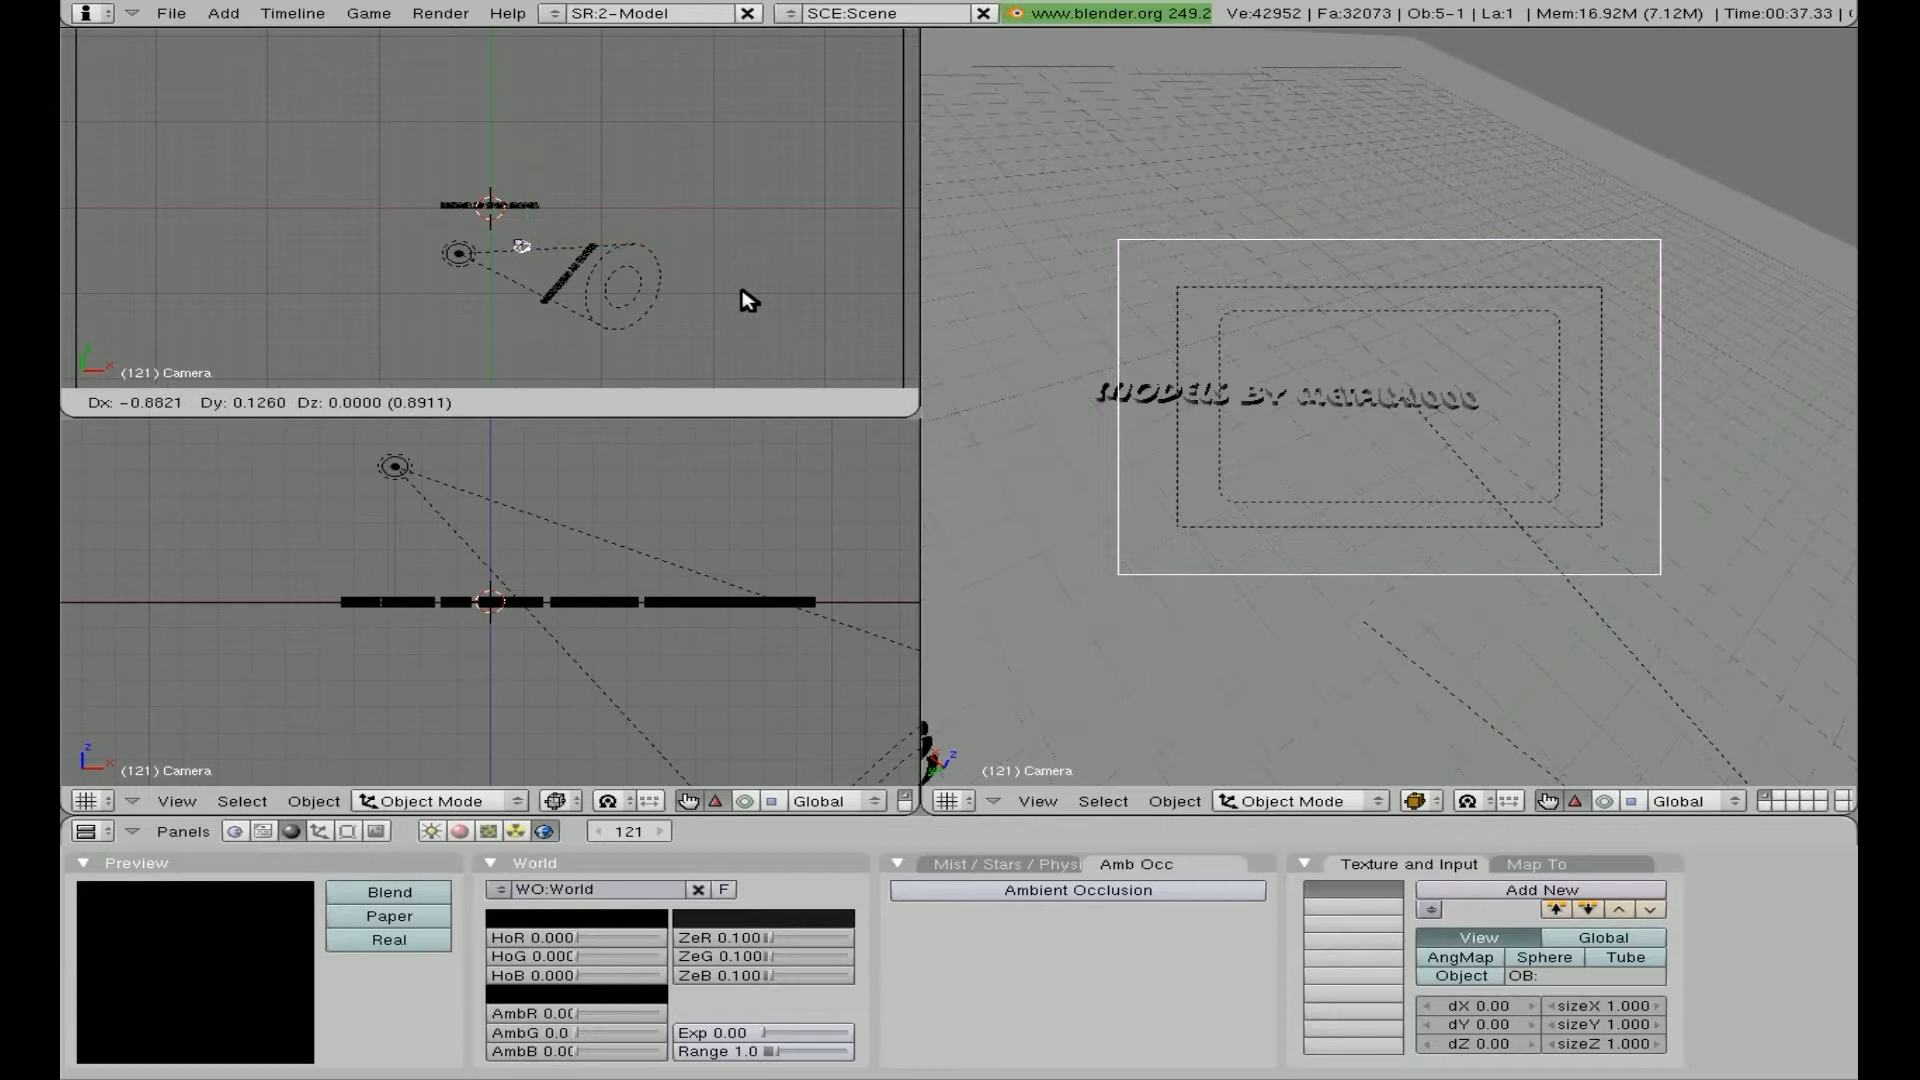 File Add Timeline Game Render Help SR:2-Model SCE:Scene www.blender.org 249.2 Ve:42952 | Fa:32073 | Ob:5-1 | La:1 | Mem:16.92M (7.12M) | Time:00:37.33 |
(121) Camera
Dx: -0.8821 Dy: 0.1260 Dz: 0.0000 (0.8911)
MODELS BY METALX1000
(121) Camera
(121) Camera
View Select Object Object Mode Global
View Select Object Object Mode Global
Panels 121
Preview
Blend
Paper
Real
World
WO:World F
HoR 0.000 ZeR 0.100
HoG 0.000 ZeG 0.100
HoB 0.000 ZeB 0.100
AmbR 0.00
AmbG 0.0 Exp 0.00
AmbB 0.00 Range 1.0
Mist / Stars / Physi Amb Occ
Ambient Occlusion
Texture and Input Map To
Add New
View Global
AngMap Sphere Tube
Object OB:
dX 0.00 sizeX 1.000
dY 0.00 sizeY 1.000
dZ 0.00 sizeZ 1.000